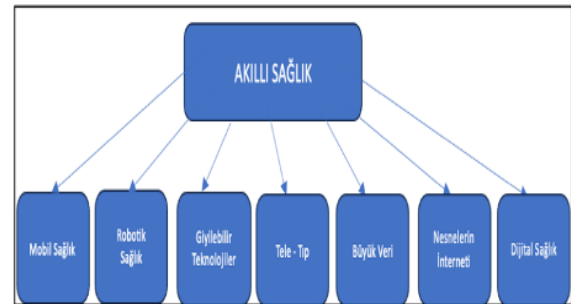 AKILLI SAĞLIK
Mobil Sağlık
Robotik
Sağlık
Giyilebilir
Teknolojiler
Tele - Tıp
Büyük Veri
Nesnelerin
İnterneti
Dijital Sağlık